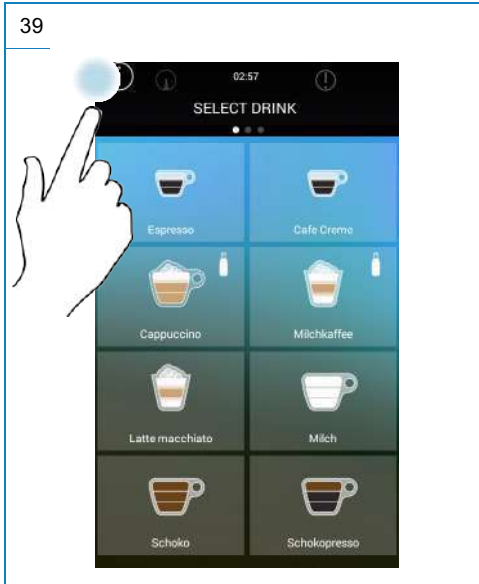 39
02:57
SELECT DRINK
Espresso
Cafe Creme
Cappuccino
Milchkaffee
Latte macchiato
Milch
Schoko
Schokopresso